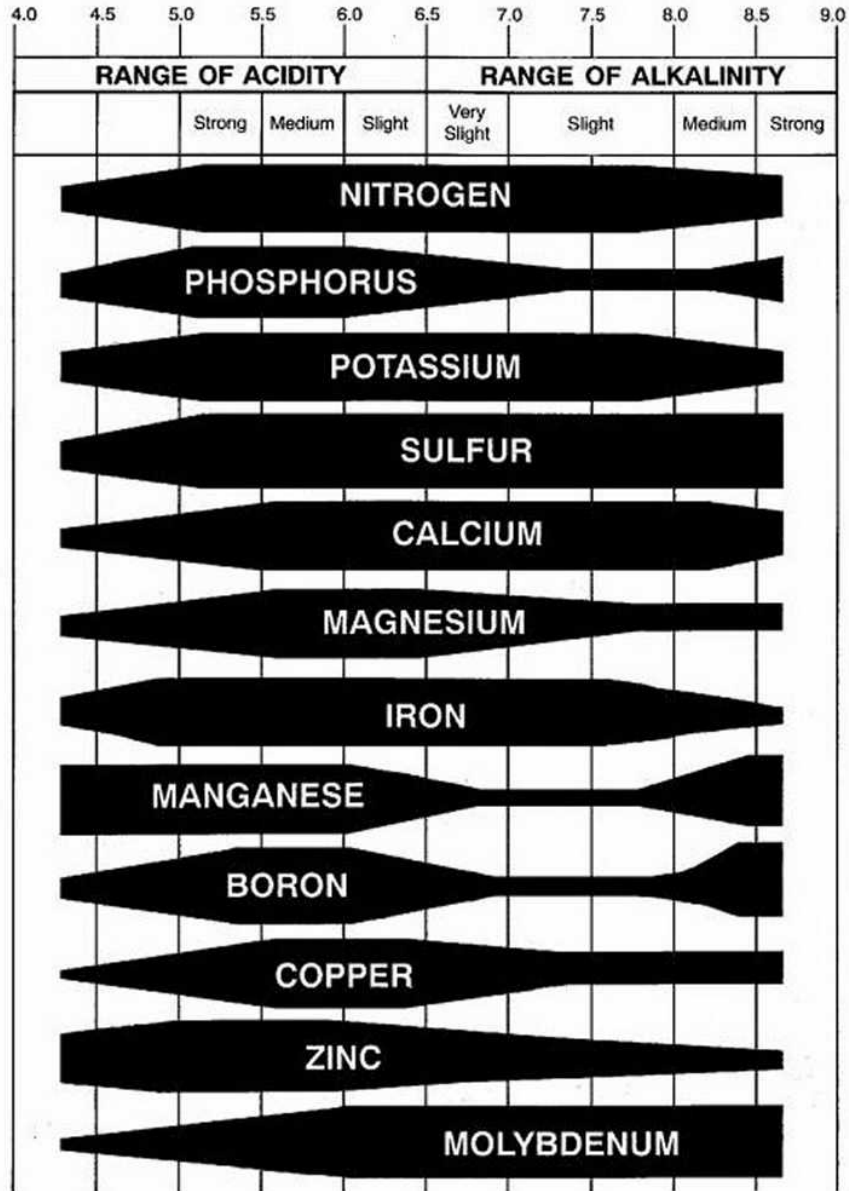 4.0 4.5 5.0 5.5 6.0 6.5 7.0 7.5 8.0 8.5 9.0
RANGE OF ACIDITY RANGE OF ALKALINITY
Strong Medium Slight Very Slight Slight Medium Strong
NITROGEN
PHOSPHORUS
POTASSIUM
SULFUR
CALCIUM
MAGNESIUM
IRON
MANGANESE
BORON
COPPER
ZINC
MOLYBDENUM